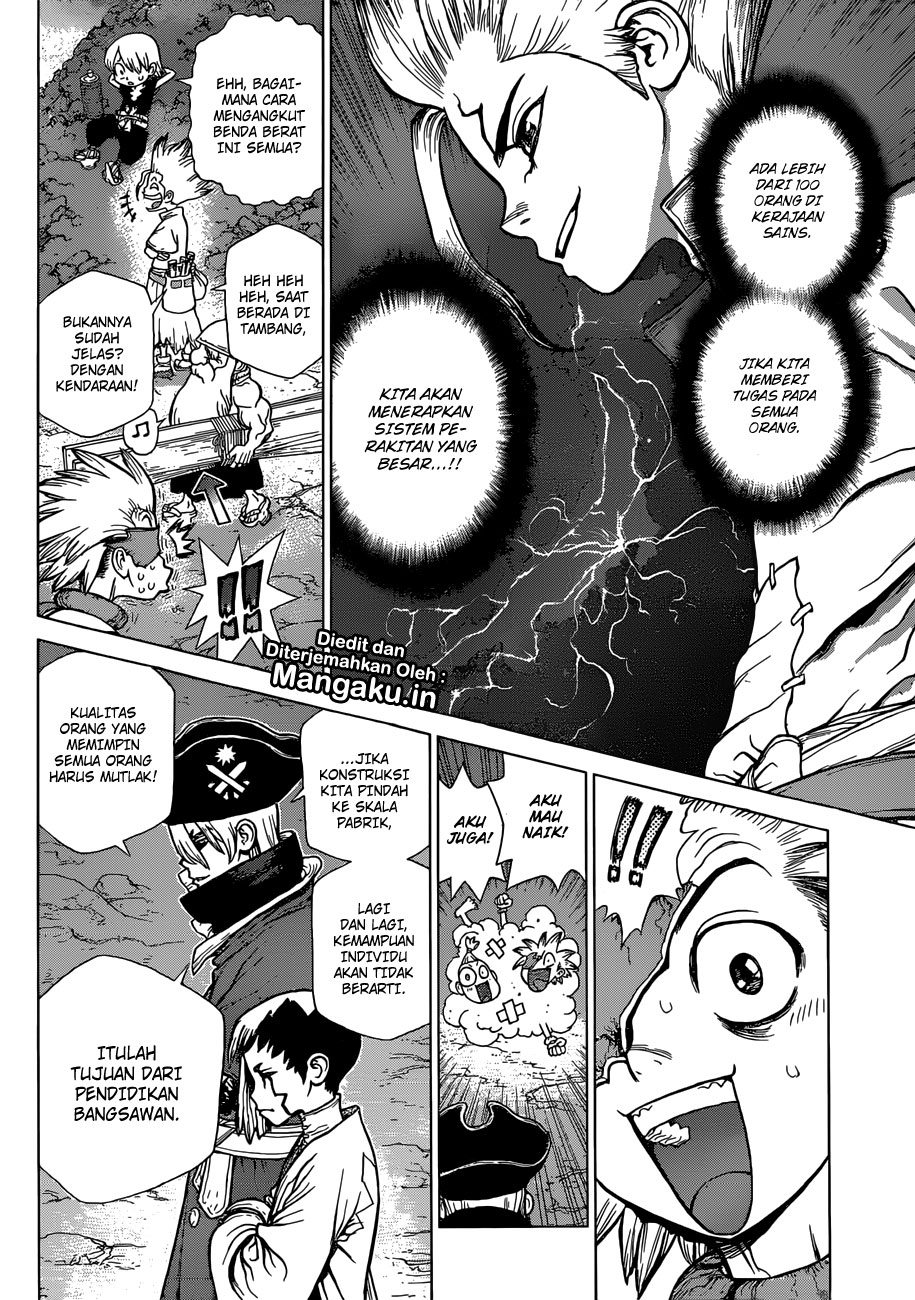 ADA LEBIH
DARI 100
ORANG DI
KERAJAAN
SAINS.
JIKA KITA
MEMBERI
TUGAS PADA
SEMUA
ORANG.
KITA AKAN
MENERAPKAN
SISTEM PE-
RAKITAN YANG
BESAR...!!
EHH, BAGAI-
MANA CARA
MENGANGKUT
BENDA BERAT
INI SEMUA?
HEH HEH
HEH, SAAT
BERADA DI
TAMBANG,
BUKANNYA
SUDAH
JELAS?
DENGAN
KENDARAAN!
!!
Diedit dan
Diterjemahkan Oleh :
Mangaku.in
!!
AKU
MAU
NAIK!
AKU
JUGA!
...JIKA
KONSTRUKSI
KITA PINDAH
KE SKALA
PABRIK,
LAGI
DAN LAGI,
KEMAMPUAN
INDIVIDU
AKAN TIDAK
BERARTI.
KUALITAS
ORANG YANG
MEMIMPIN
SEMUA ORANG
HARUS MUTLAK!
ITULAH
TUJUAN DARI
PENDIDIKAN
BANGSAWAN.